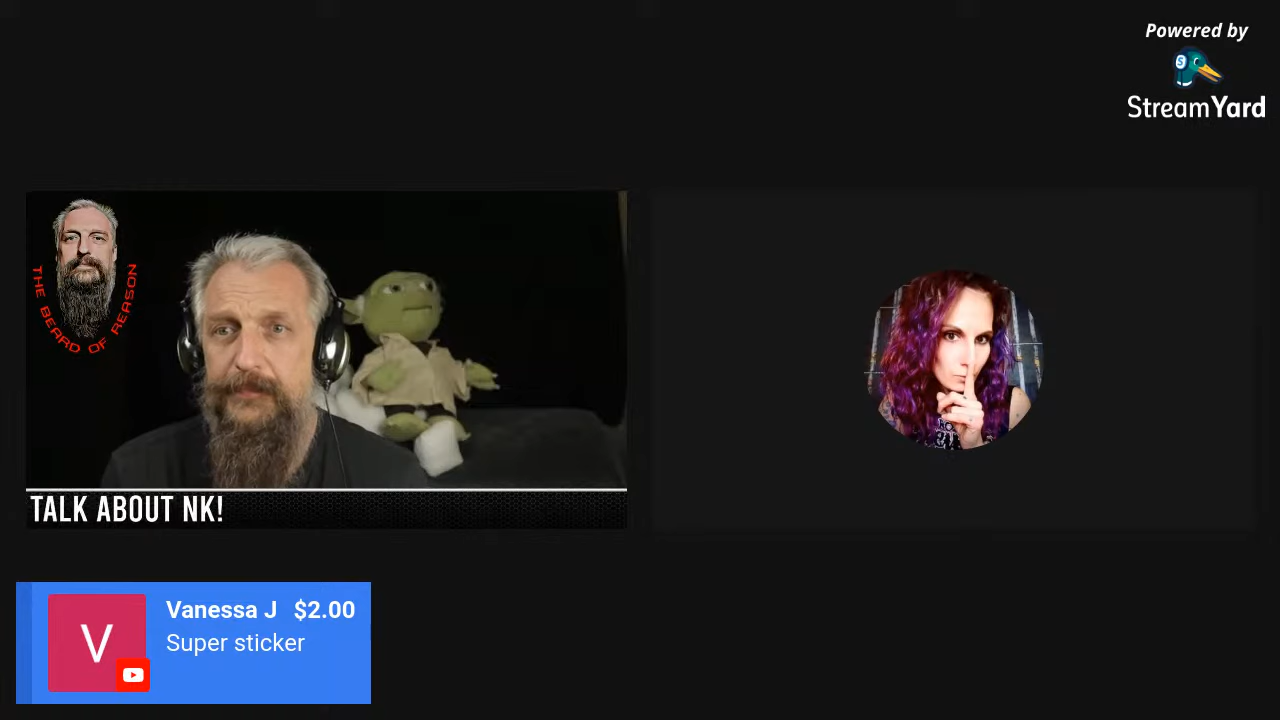 Powered by
S
StreamYard
THE BEARD OF REASON
TALK ABOUT NK!
V
Vanessa J $2.00
Super sticker